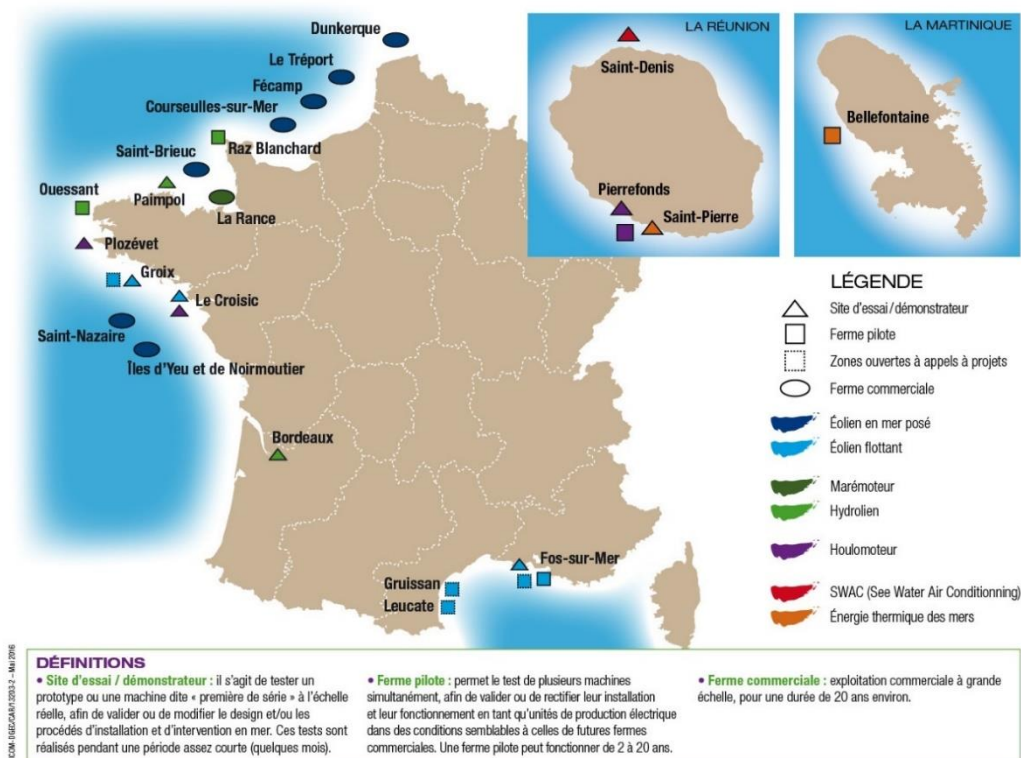 Dunkerque
Le Tréport
Fécamp
Courseulles-sur-Mer
Raz Blanchard
Saint-Brieuc
Ouessant
Paimpol
La Rance
Plozévet
Groix
Le Croisic
Saint-Nazaire
Îles d'Yeu et de Noirmoutier
Bordeaux
Fos-sur-Mer
Gruissan
Leucate
LA RÉUNION
Saint-Denis
Pierrefonds
Saint-Pierre
LA MARTINIQUE
Bellefontaine
LÉGENDE
Site d'essai/démonstrateur
Ferme pilote
Zones ouvertes à appels à projets
Ferme commerciale
Éolien en mer posé
Éolien flottant
Marémoteur
Hydrolien
Houlomoteur
SWAC (See Water Air Conditionning)
Énergie thermique des mers
DÉFINITIONS
• Site d'essai / démonstrateur : il s'agit de tester un
prototype ou une machine dite « première de série » à l'échelle
réelle, afin de valider ou de modifier le design et/ou les
procédés d'installation et d'intervention en mer. Ces tests sont
réalisés pendant une période assez courte (quelques mois).
• Ferme pilote : permet le test de plusieurs machines
simultanément, afin de valider ou de rectifier leur installation
et leur fonctionnement en tant qu'unités de production électrique
dans des conditions semblables à celles de futures fermes
commerciales. Une ferme pilote peut fonctionner de 2 à 20 ans.
• Ferme commerciale : exploitation commerciale à grande
échelle, pour une durée de 20 ans environ.